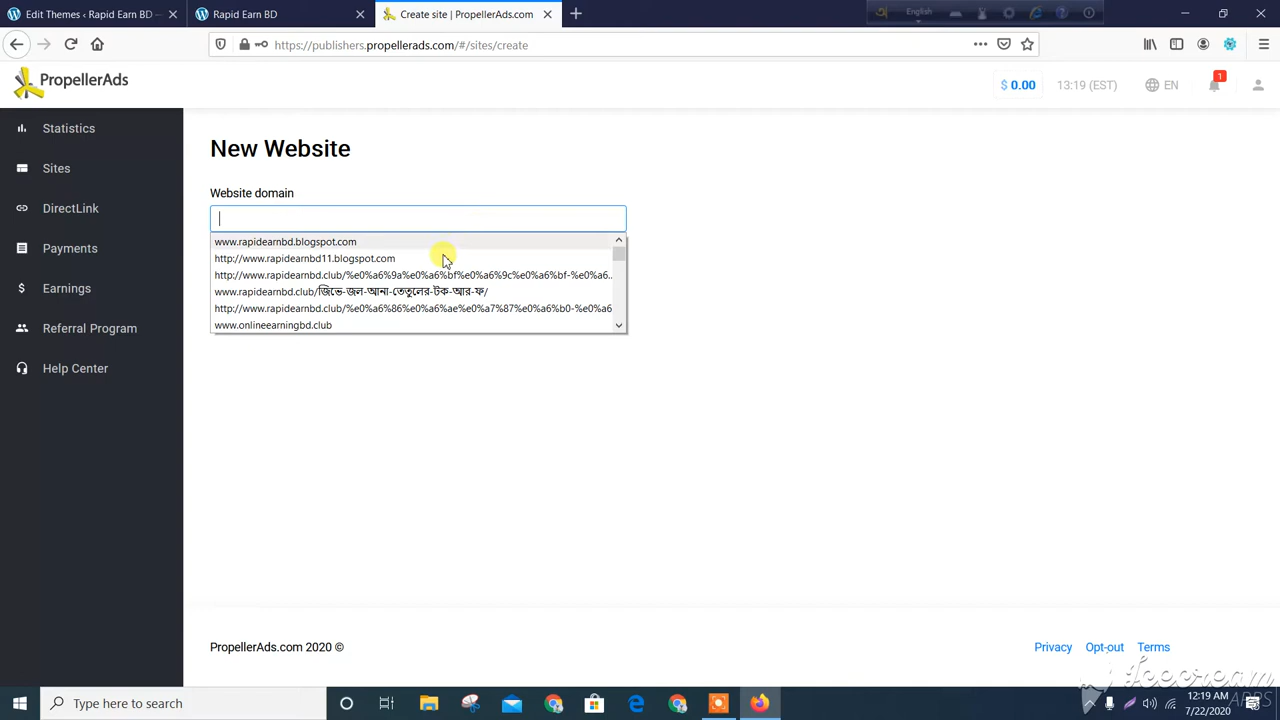 Edit Themes ‹ Rapid Earn BD —
Rapid Earn BD
Create site | PropellerAds.com
English
https://publishers.propellerads.com/#/sites/create
PropellerAds
$ 0.00
13:19 (EST)
EN
1
Statistics
Sites
DirectLink
Payments
Earnings
Referral Program
Help Center
New Website
Website domain
www.rapidearnbd.blogspot.com
http://www.rapidearnbd11.blogspot.com
http://www.rapidearnbd.club/%e0%a6%9a%e0%a6%bf%e0%a6%9c%e0%a6%bf-%e0%a6...
www.rapidearnbd.club/জিভে-জল-আনা-তেতুলের-টক-আর-ফ/
http://www.rapidearnbd.club/%e0%a6%86%e0%a6%ae%e0%a7%87%e0%a6%b0-%e0%a6
www.onlineearningbd.club
PropellerAds.com 2020 ©
Privacy
Opt-out
Terms
Icecream
APPS
Type here to search
12:19 AM
7/22/2020